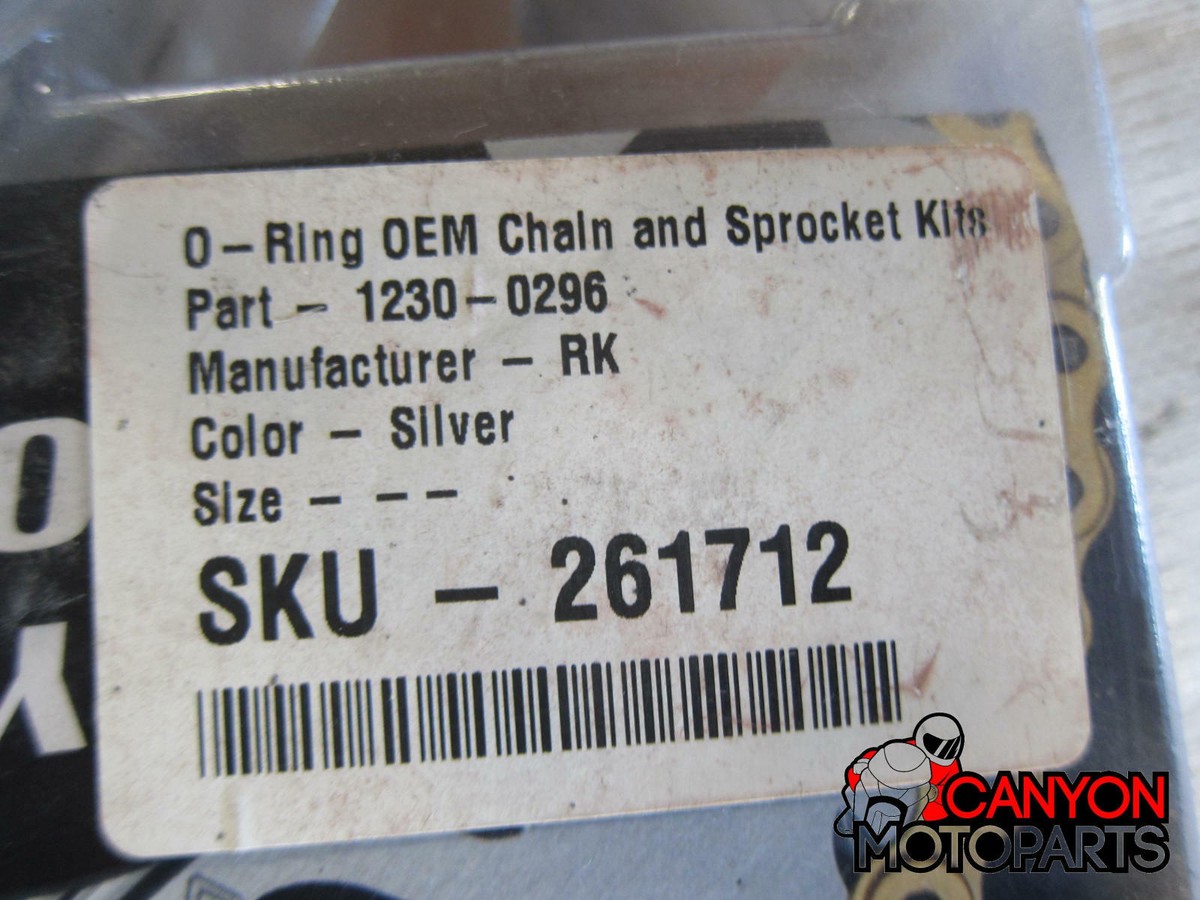 O-Ring OEM Chain and Sprocket Kits
Part - 1230-0296
Manufacturer - RK
Color - Silver
Size - - -
SKU - 261712
O
Y
CANYON
MOTOPARTS